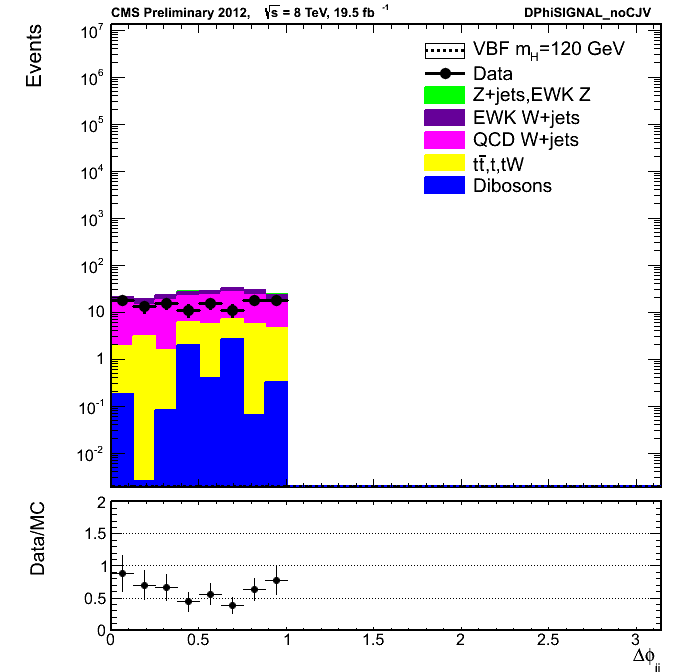 CMS Preliminary 2012, √s = 8 TeV, 19.5 fb⁻¹ DPhiSIGNAL_noCJV
Events
10⁷
10⁶
10⁵
10⁴
10³
10²
10
1
10⁻¹
10⁻²
VBF m_H=120 GeV
Data
Z+jets,EWK Z
EWK W+jets
QCD W+jets
tt̄,t,tW
Dibosons
Data/MC
2
1.5
1
0.5
0
0 0.5 1 1.5 2 2.5 3
Δϕ_jj